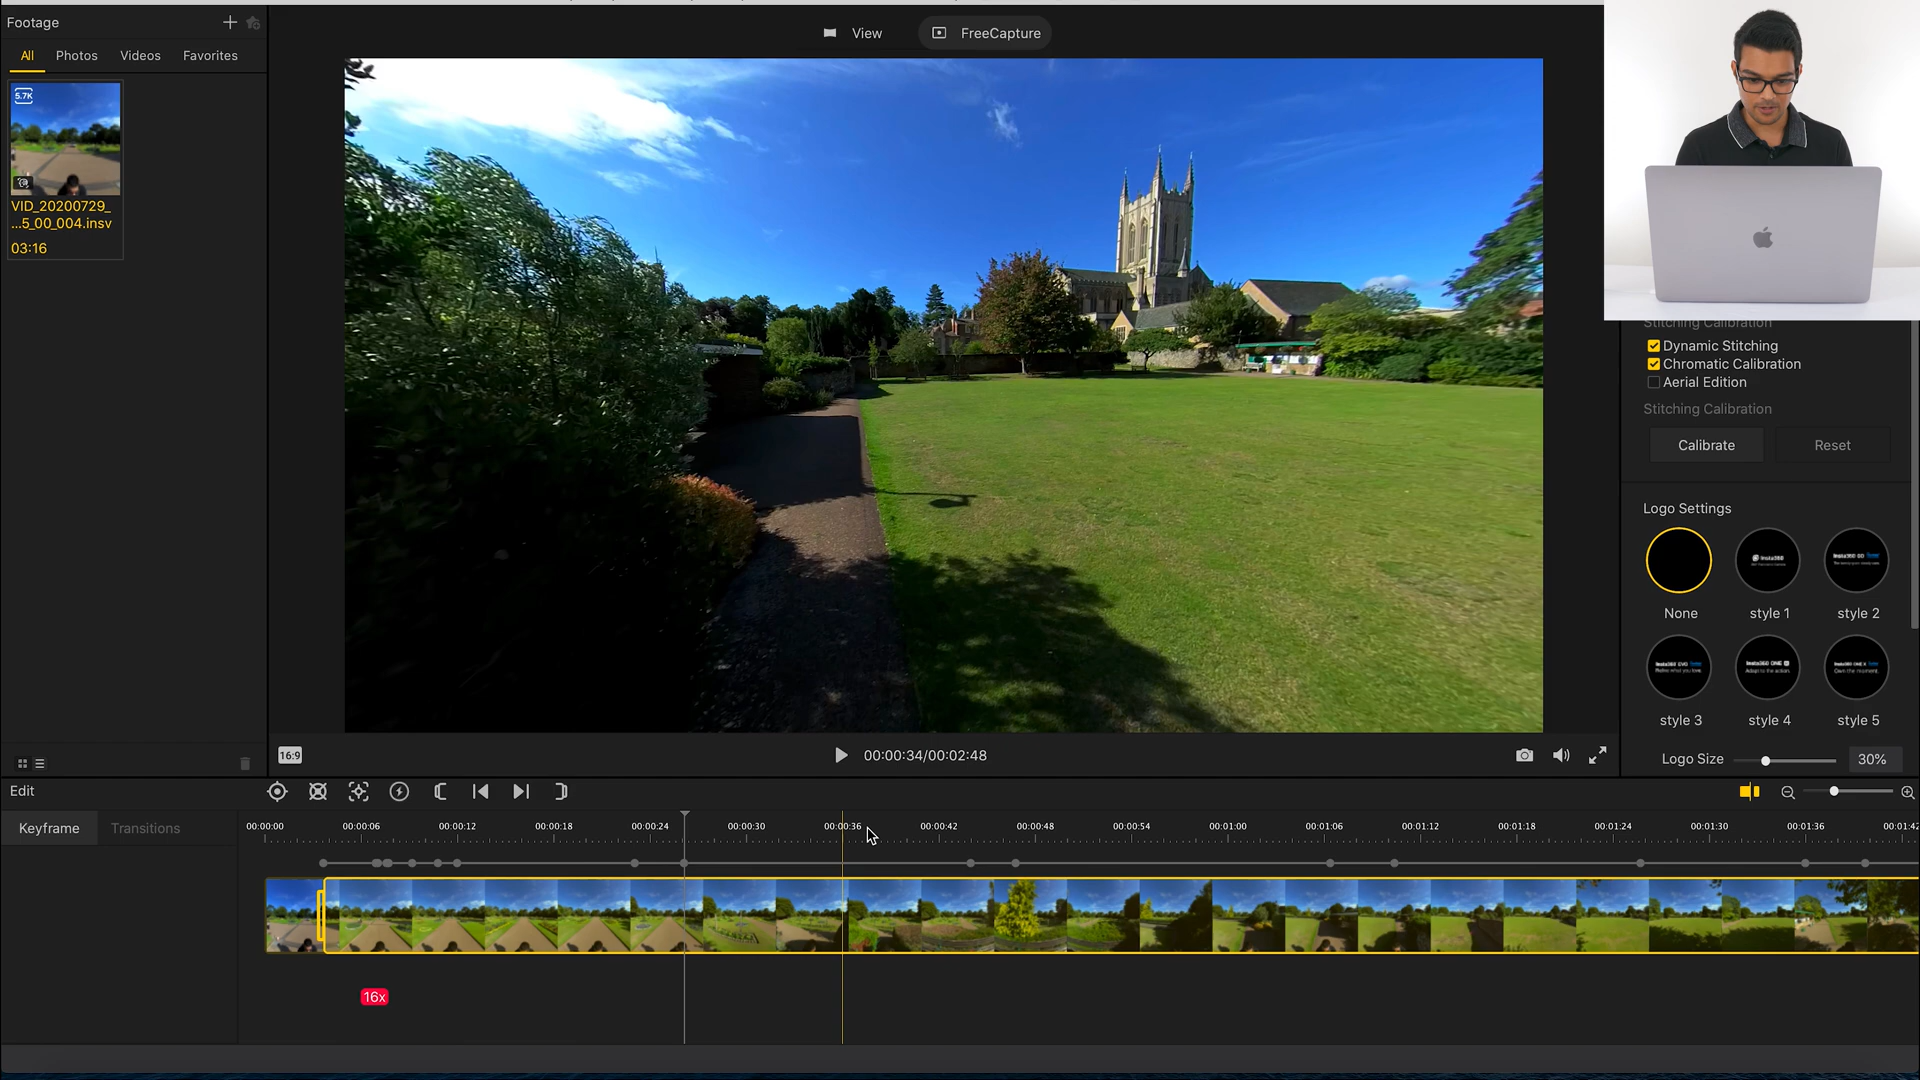 Footage
View
FreeCapture
All
Photos
Videos
Favorites
5.7K
VID_20200729_
...5_00_004.insv
03:16
Stitching Calibration
Dynamic Stitching
Chromatic Calibration
Aerial Edition
Stitching Calibration
Calibrate
Reset
Logo Settings
None
style 1
style 2
style 3
style 4
style 5
16:9
00:00:34/00:02:48
Logo Size
30%
Edit
Keyframe
Transitions
00:00:00
00:00:06
00:00:12
00:00:18
00:00:24
00:00:30
00:00:36
00:00:42
00:00:48
00:00:54
00:01:00
00:01:06
00:01:12
00:01:18
00:01:24
00:01:30
00:01:36
00:01:42
16x